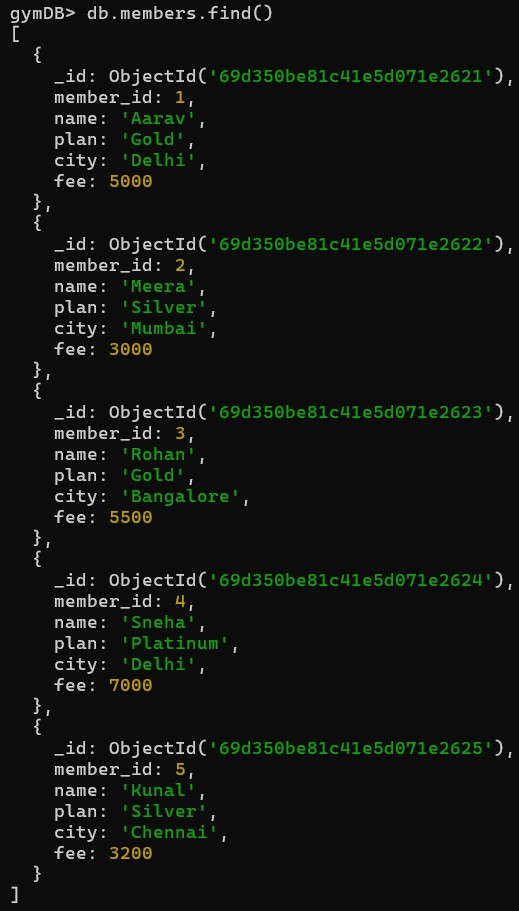 gymDB> db.members.find()
[
  {
    _id: ObjectId('69d350be81c41e5d071e2621'),
    member_id: 1,
    name: 'Aarav',
    plan: 'Gold',
    city: 'Delhi',
    fee: 5000
  },
  {
    _id: ObjectId('69d350be81c41e5d071e2622'),
    member_id: 2,
    name: 'Meera',
    plan: 'Silver',
    city: 'Mumbai',
    fee: 3000
  },
  {
    _id: ObjectId('69d350be81c41e5d071e2623'),
    member_id: 3,
    name: 'Rohan',
    plan: 'Gold',
    city: 'Bangalore',
    fee: 5500
  },
  {
    _id: ObjectId('69d350be81c41e5d071e2624'),
    member_id: 4,
    name: 'Sneha',
    plan: 'Platinum',
    city: 'Delhi',
    fee: 7000
  },
  {
    _id: ObjectId('69d350be81c41e5d071e2625'),
    member_id: 5,
    name: 'Kunal',
    plan: 'Silver',
    city: 'Chennai',
    fee: 3200
  }
]